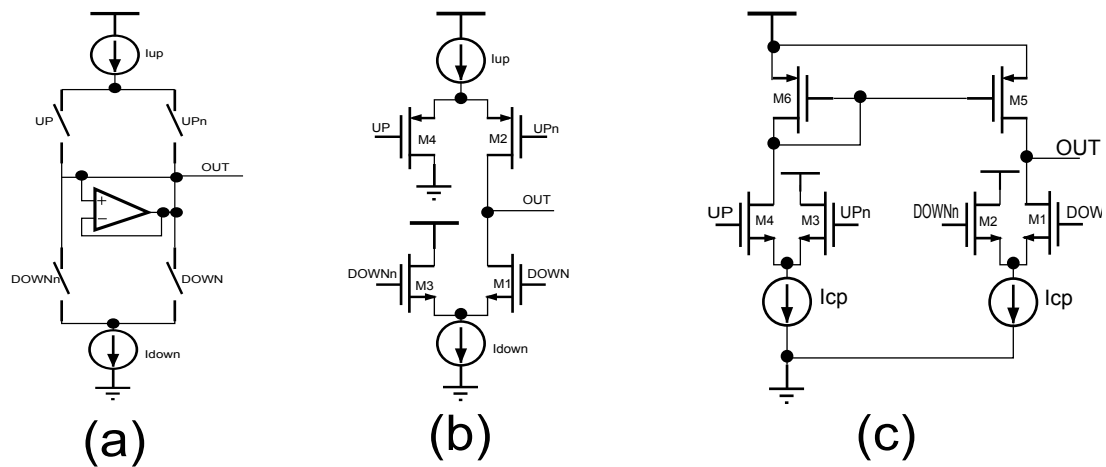 Iup
UP
UPn
OUT
+
−
DOWNn
DOWN
Idown
(a)
Iup
UP
M4
M2
UPn
OUT
DOWNn
M3
M1
DOWN
Idown
(b)
M6
M5
OUT
UP
M4
M3
UPn
DOWNn
M2
M1
DOW
Icp
Icp
(c)